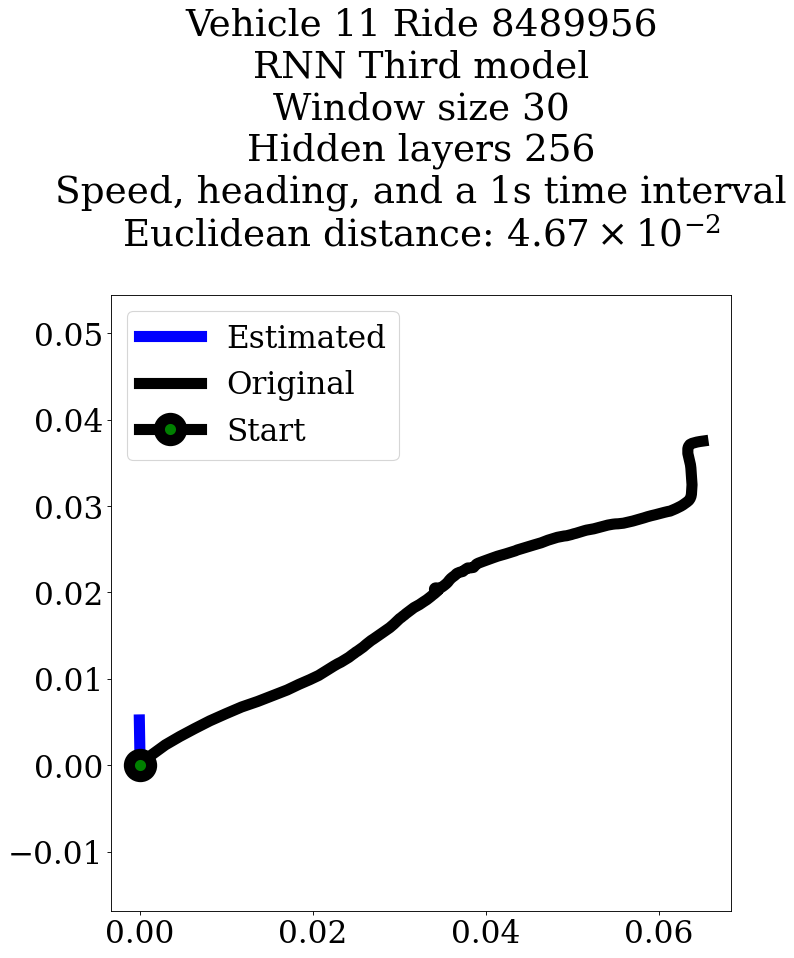 Vehicle 11 Ride 8489956
RNN Third model
Window size 30
Hidden layers 256
Speed, heading, and a 1s time interval
Euclidean distance: 4.67 × 10⁻²
Estimated
Original
Start
0.05
0.04
0.03
0.02
0.01
0.00
−0.01
0.00 0.02 0.04 0.06